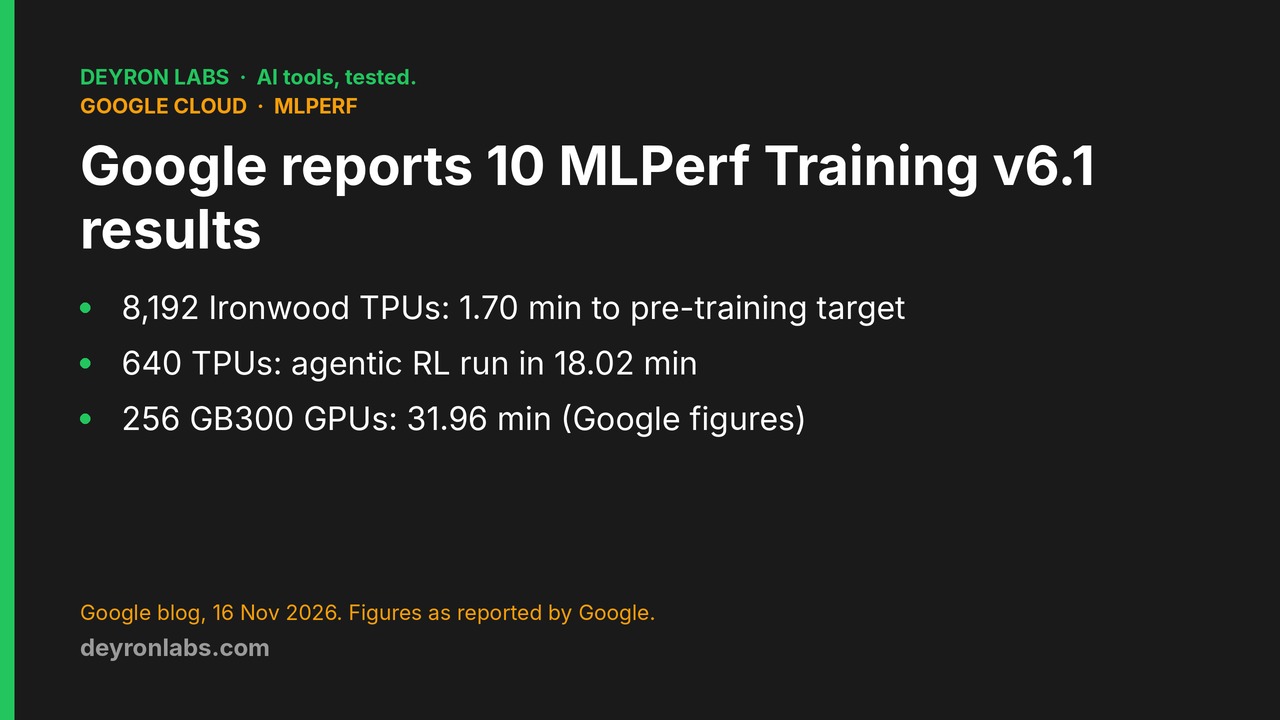 DEYRON LABS · AI tools, tested.
GOOGLE CLOUD · MLPERF
Google reports 10 MLPerf Training v6.1
results
• 8,192 Ironwood TPUs: 1.70 min to pre-training target
• 640 TPUs: agentic RL run in 18.02 min
• 256 GB300 GPUs: 31.96 min (Google figures)
Google blog, 16 Nov 2026. Figures as reported by Google.
deyronlabs.com